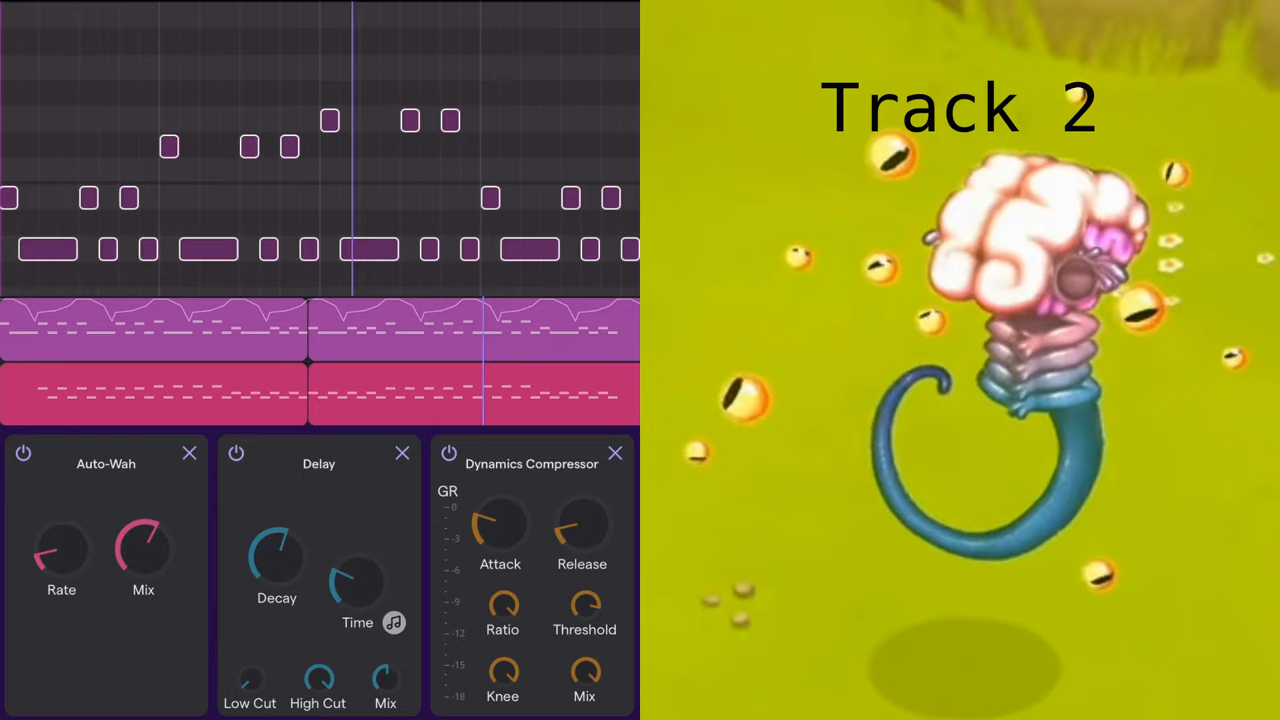 Track 2
Auto-Wah
Rate
Mix
Delay
Decay
Time
Low Cut
High Cut
Mix
Dynamics Compressor
GR
0
-3
-6
-9
-12
-15
-18
Attack
Release
Ratio
Threshold
Knee
Mix